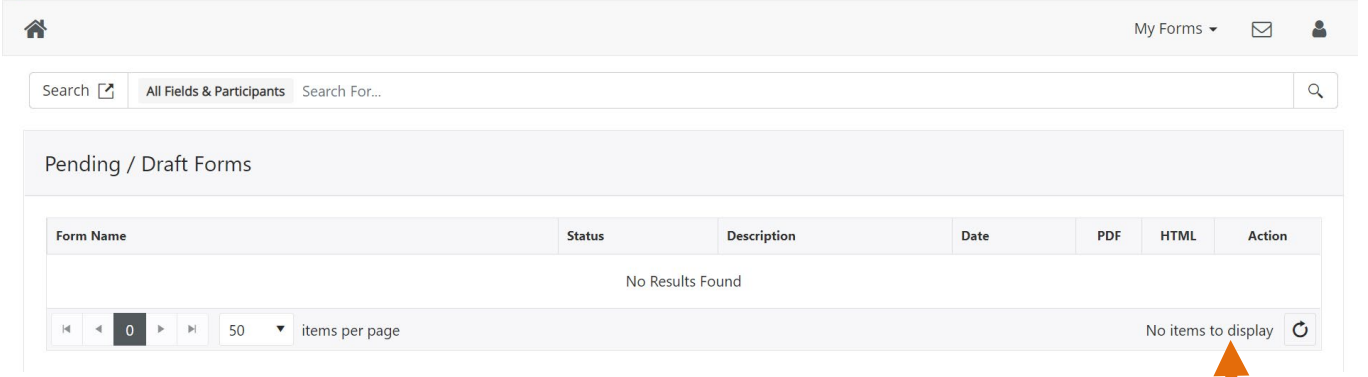 My Forms
Search All Fields & Participants Search For...
Pending / Draft Forms
Form Name Status Description Date PDF HTML Action
No Results Found
0 50 items per page No items to display